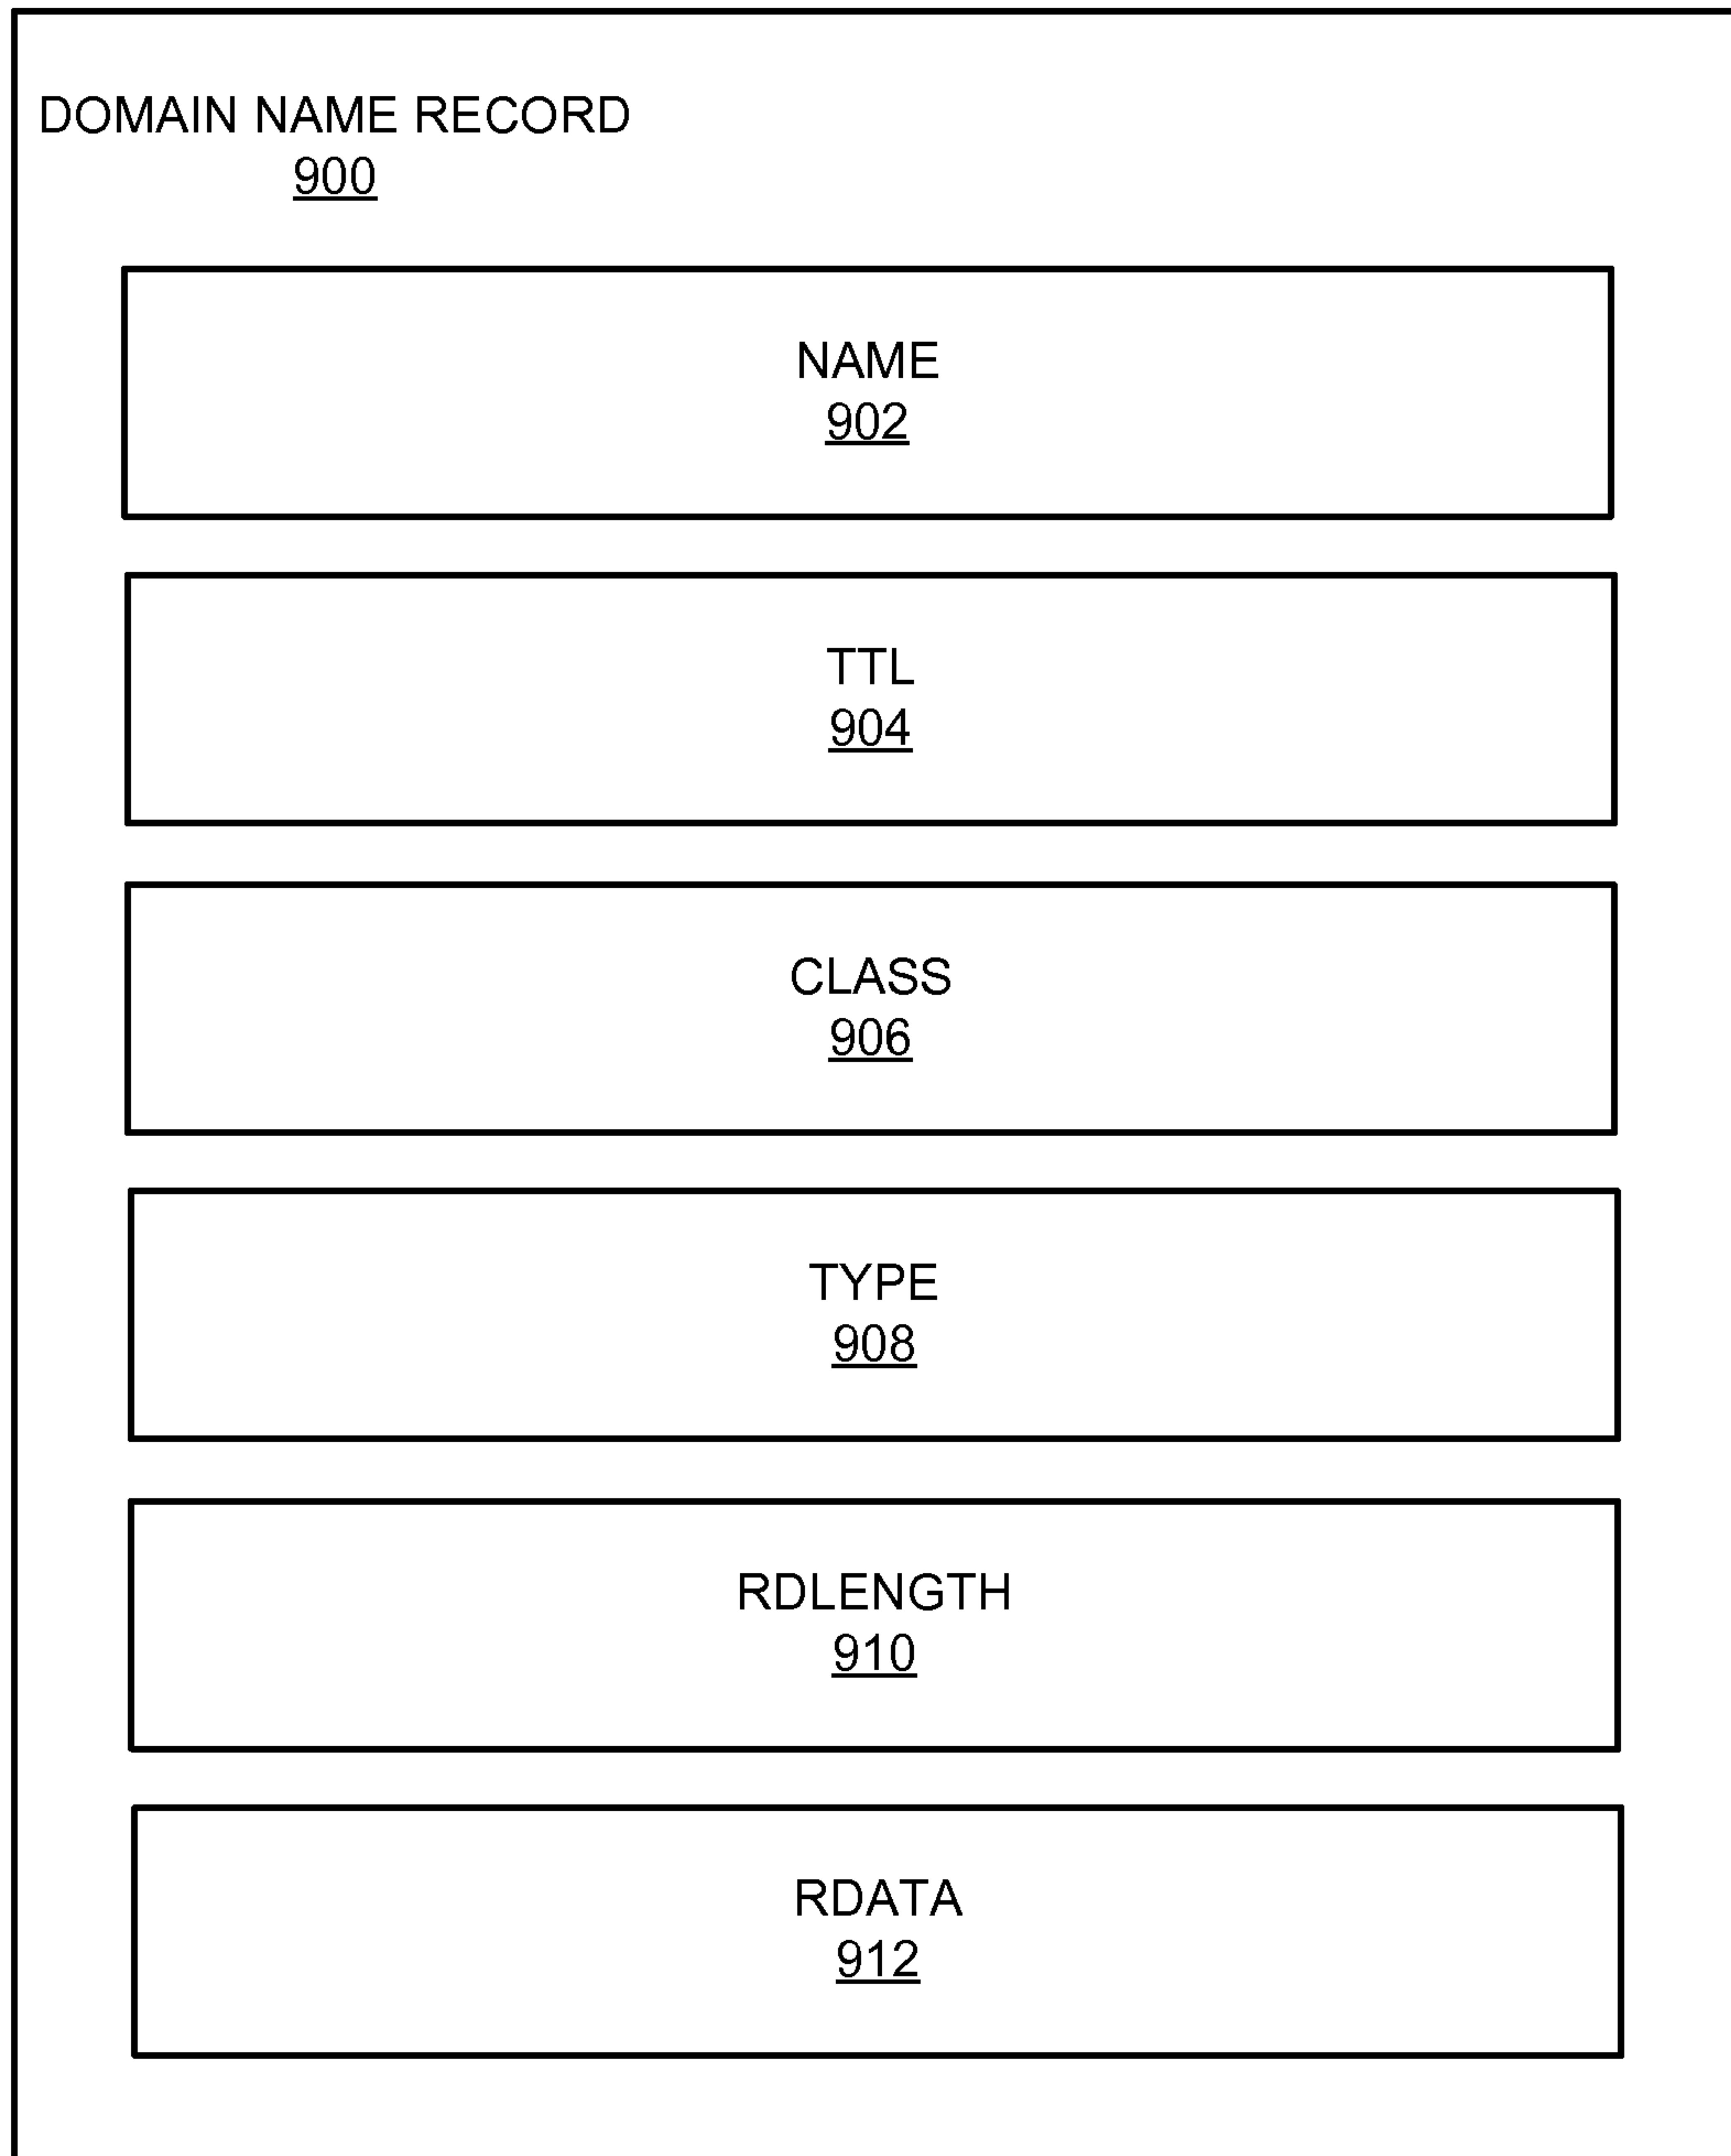 DOMAIN NAME RECORD
900
NAME
902
TTL
904
CLASS
906
TYPE
908
RDLENGTH
910
RDATA
912